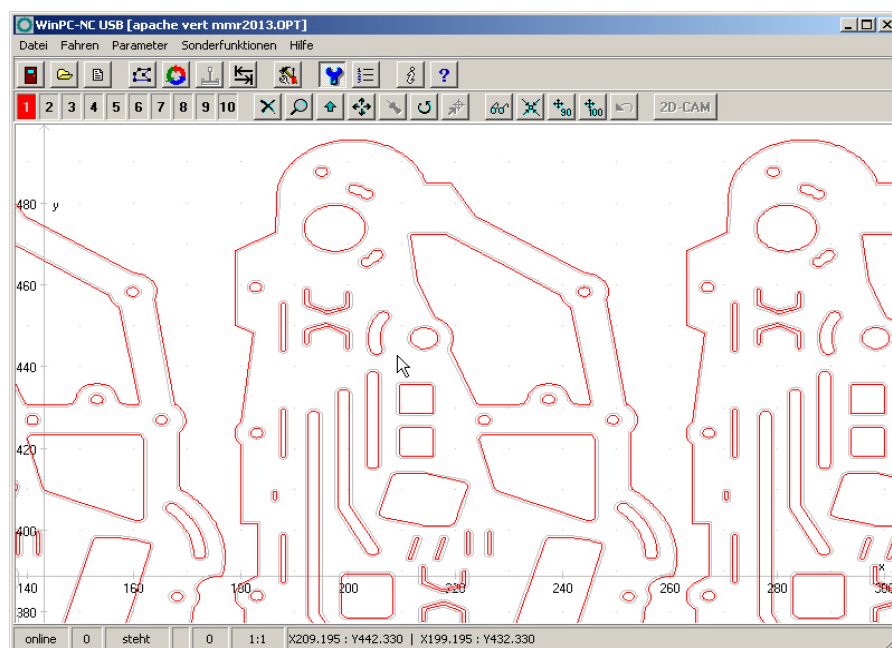 WinPC-NC USB [apache vert mmr2013.OPT]
Datei Fahren Parameter Sonderfunktionen Hilfe
i ?
1 2 3 4 5 6 7 8 9 10 90 100 2D-CAM
480 y
460
440
420
400
x
140 160 180 200 220 240 260 280 300
380
online 0 steht 0 1:1 X209.195 : Y442.330 | X199.195 : Y432.330